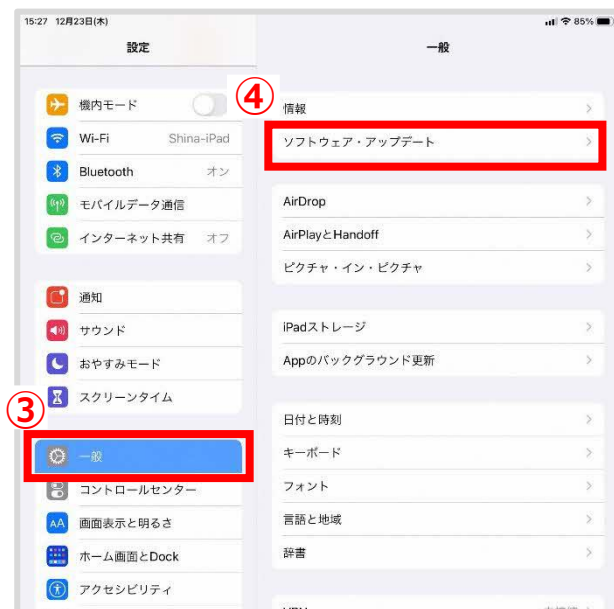 15:27 12月23日(木)
85%
設定
機内モード
Wi-Fi Shina-iPad
Bluetooth オン
モバイルデータ通信
インターネット共有 オフ
通知
サウンド
おやすみモード
スクリーンタイム
③
一般
コントロールセンター
AA 画面表示と明るさ
ホーム画面とDock
アクセシビリティ
一般
④
情報
ソフトウェア・アップデート
AirDrop
AirPlayとHandoff
ピクチャ・イン・ピクチャ
iPadストレージ
Appのバックグラウンド更新
日付と時刻
キーボード
フォント
言語と地域
辞書